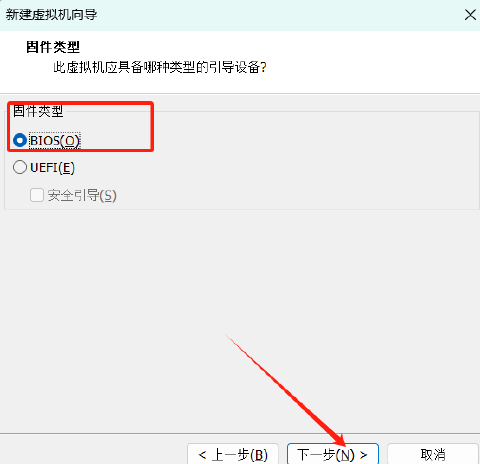 新建虚拟机向导
固件类型
此虚拟机应具备哪种类型的引导设备?
固件类型
BIOS(O)
UEFI(E)
安全引导(S)
< 上一步(B)
下一步(N) >
取消